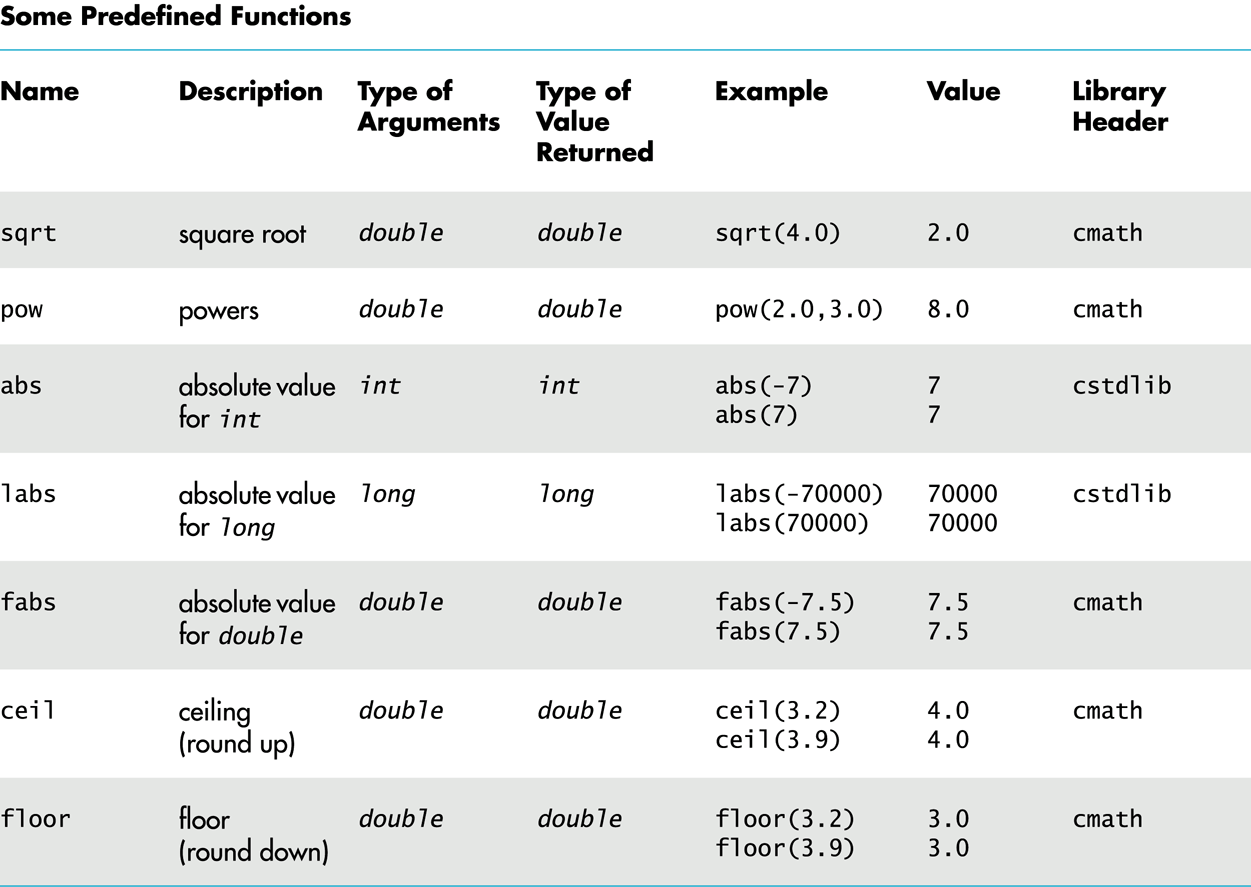 Some Predefined Functions
Name Description Type of Arguments Type of Value Returned Example Value Library Header
sqrt square root double double sqrt(4.0) 2.0 cmath
pow powers double double pow(2.0,3.0) 8.0 cmath
abs absolute value int int abs(-7) 7 cstdlib
for int abs(7) 7
labs absolute value long long labs(-70000) 70000 cstdlib
for long labs(70000) 70000
fabs absolute value double double fabs(-7.5) 7.5 cmath
for double fabs(7.5) 7.5
ceil ceiling double double ceil(3.2) 4.0 cmath
(round up) ceil(3.9) 4.0
floor floor double double floor(3.2) 3.0 cmath
(round down) floor(3.9) 3.0